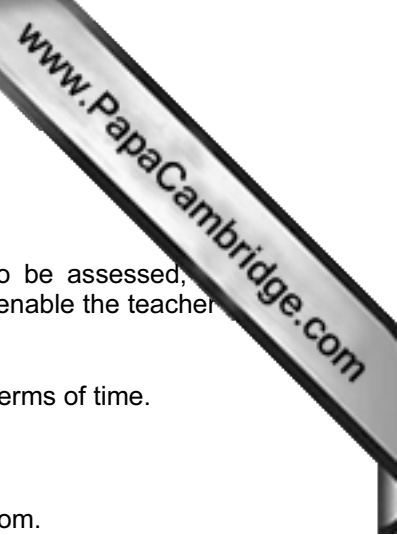 www.PapaCambridge.com
o be assessed,
enable the teacher
erms of time.
om.